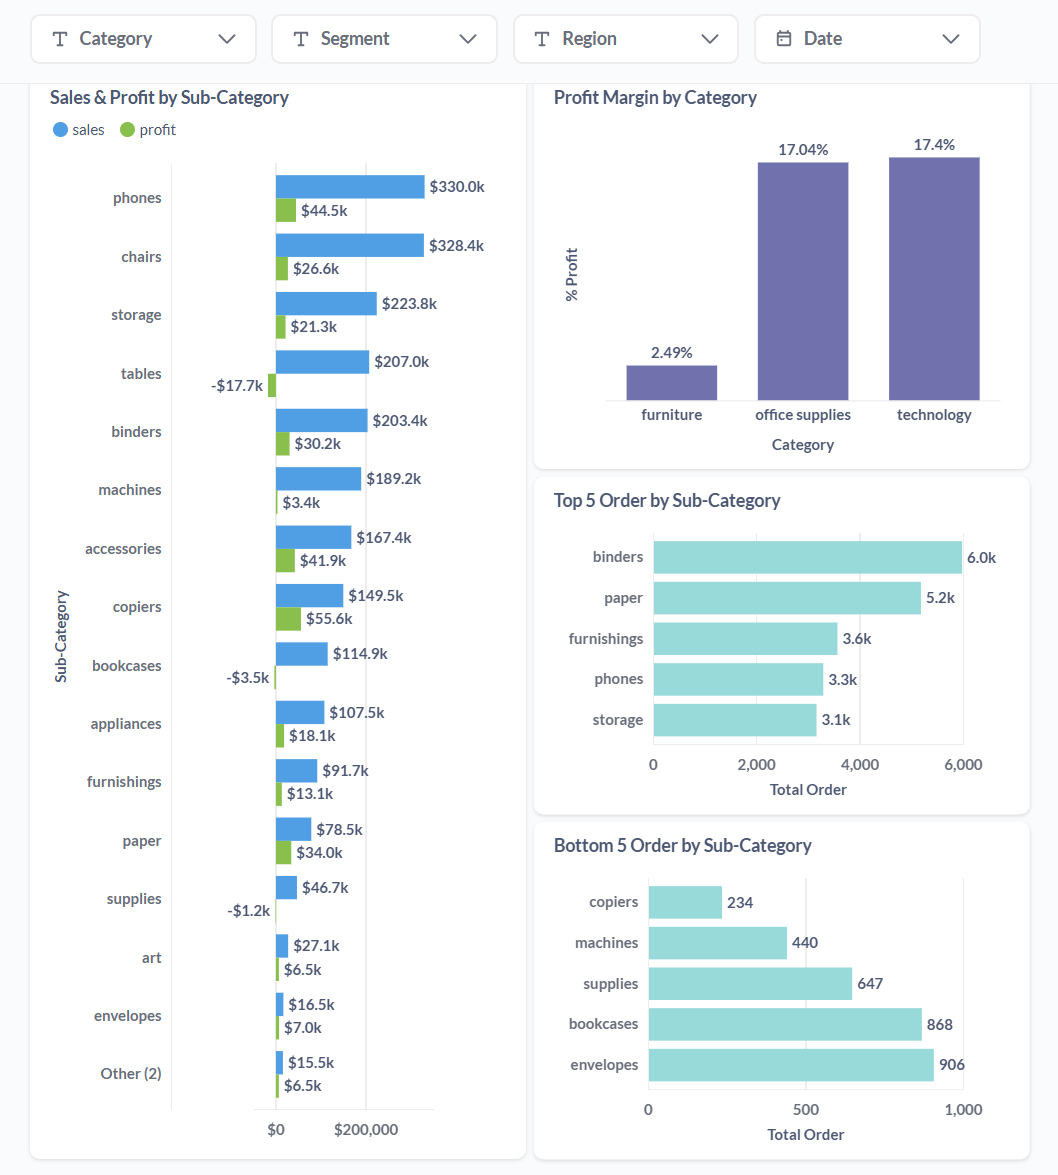 Category
Segment
Region
Date
Sales & Profit by Sub-Category
sales
profit
phones
$330.0k
$44.5k
chairs
$328.4k
$26.6k
storage
$223.8k
$21.3k
tables
$207.0k
-$17.7k
binders
$203.4k
$30.2k
machines
$189.2k
$3.4k
accessories
$167.4k
$41.9k
copiers
$149.5k
$55.6k
bookcases
$114.9k
-$3.5k
appliances
$107.5k
$18.1k
furnishings
$91.7k
$13.1k
paper
$78.5k
$34.0k
supplies
$46.7k
-$1.2k
art
$27.1k
$6.5k
envelopes
$16.5k
$7.0k
Other (2)
$15.5k
$6.5k
$0
$200,000
Sub-Category
Profit Margin by Category
17.04%
17.4%
2.49%
% Profit
furniture
office supplies
technology
Category
Top 5 Order by Sub-Category
binders
6.0k
paper
5.2k
furnishings
3.6k
phones
3.3k
storage
3.1k
0
2,000
4,000
6,000
Total Order
Bottom 5 Order by Sub-Category
copiers
234
machines
440
supplies
647
bookcases
868
envelopes
906
0
500
1,000
Total Order